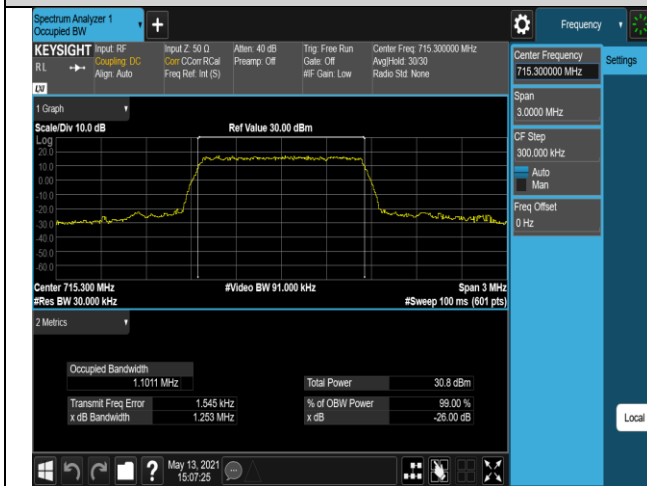 Spectrum Analyzer 1
Occupied BW
Frequency
KEYSIGHT
RL
LXI
Input: RF
Coupling: DC
Align: Auto
Input Z: 50 Ω
Corr CCorr RCal
Freq Ref: Int (S)
Atten: 40 dB
Preamp: Off
Trig: Free Run
Gate: Off
#IF Gain: Low
Center Freq: 715.300000 MHz
Avg|Hold: 30/30
Radio Std: None
Center Frequency
715.300000 MHz
Settings
Span
3.0000 MHz
CF Step
300.000 kHz
Auto
Man
Freq Offset
0 Hz
1 Graph
Scale/Div 10.0 dB
Ref Value 30.00 dBm
Log
20.0
10.0
0.00
-10.0
-20.0
-30.0
-40.0
-50.0
-60.0
Center 715.300 MHz
#Video BW 91.000 kHz
Span 3 MHz
#Res BW 30.000 kHz
#Sweep 100 ms (601 pts)
2 Metrics
Occupied Bandwidth
1.1011 MHz
Total Power 30.8 dBm
Transmit Freq Error 1.545 kHz
% of OBW Power 99.00 %
x dB Bandwidth 1.253 MHz
x dB -26.00 dB
Local
?
May 13, 2021
15:07:25